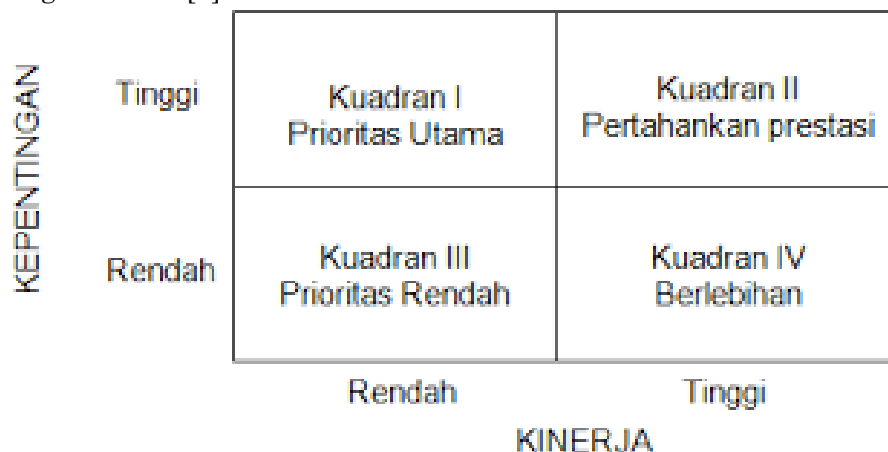 KEPENTINGAN
Tinggi
Kuadran I
Prioritas Utama
Kuadran II
Pertahankan prestasi
Rendah
Kuadran III
Prioritas Rendah
Kuadran IV
Berlebihan
Rendah
Tinggi
KINERJA